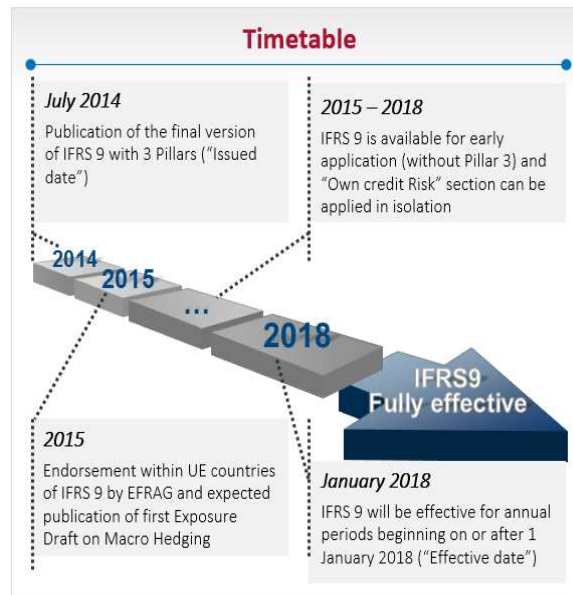 Timetable
July 2014
Publication of the final version
of IFRS 9 with 3 Pillars (“Issued
date”)
2015 – 2018
IFRS 9 is available for early
application (without Pillar 3) and
“Own credit Risk” section can be
applied in isolation
2014
2015
...
2018
IFRS9
Fully effective
2015
Endorsement within UE countries
of IFRS 9 by EFRAG and expected
publication of first Exposure
Draft on Macro Hedging
January 2018
IFRS 9 will be effective for annual
periods beginning on or after 1
January 2018 (“Effective date”)